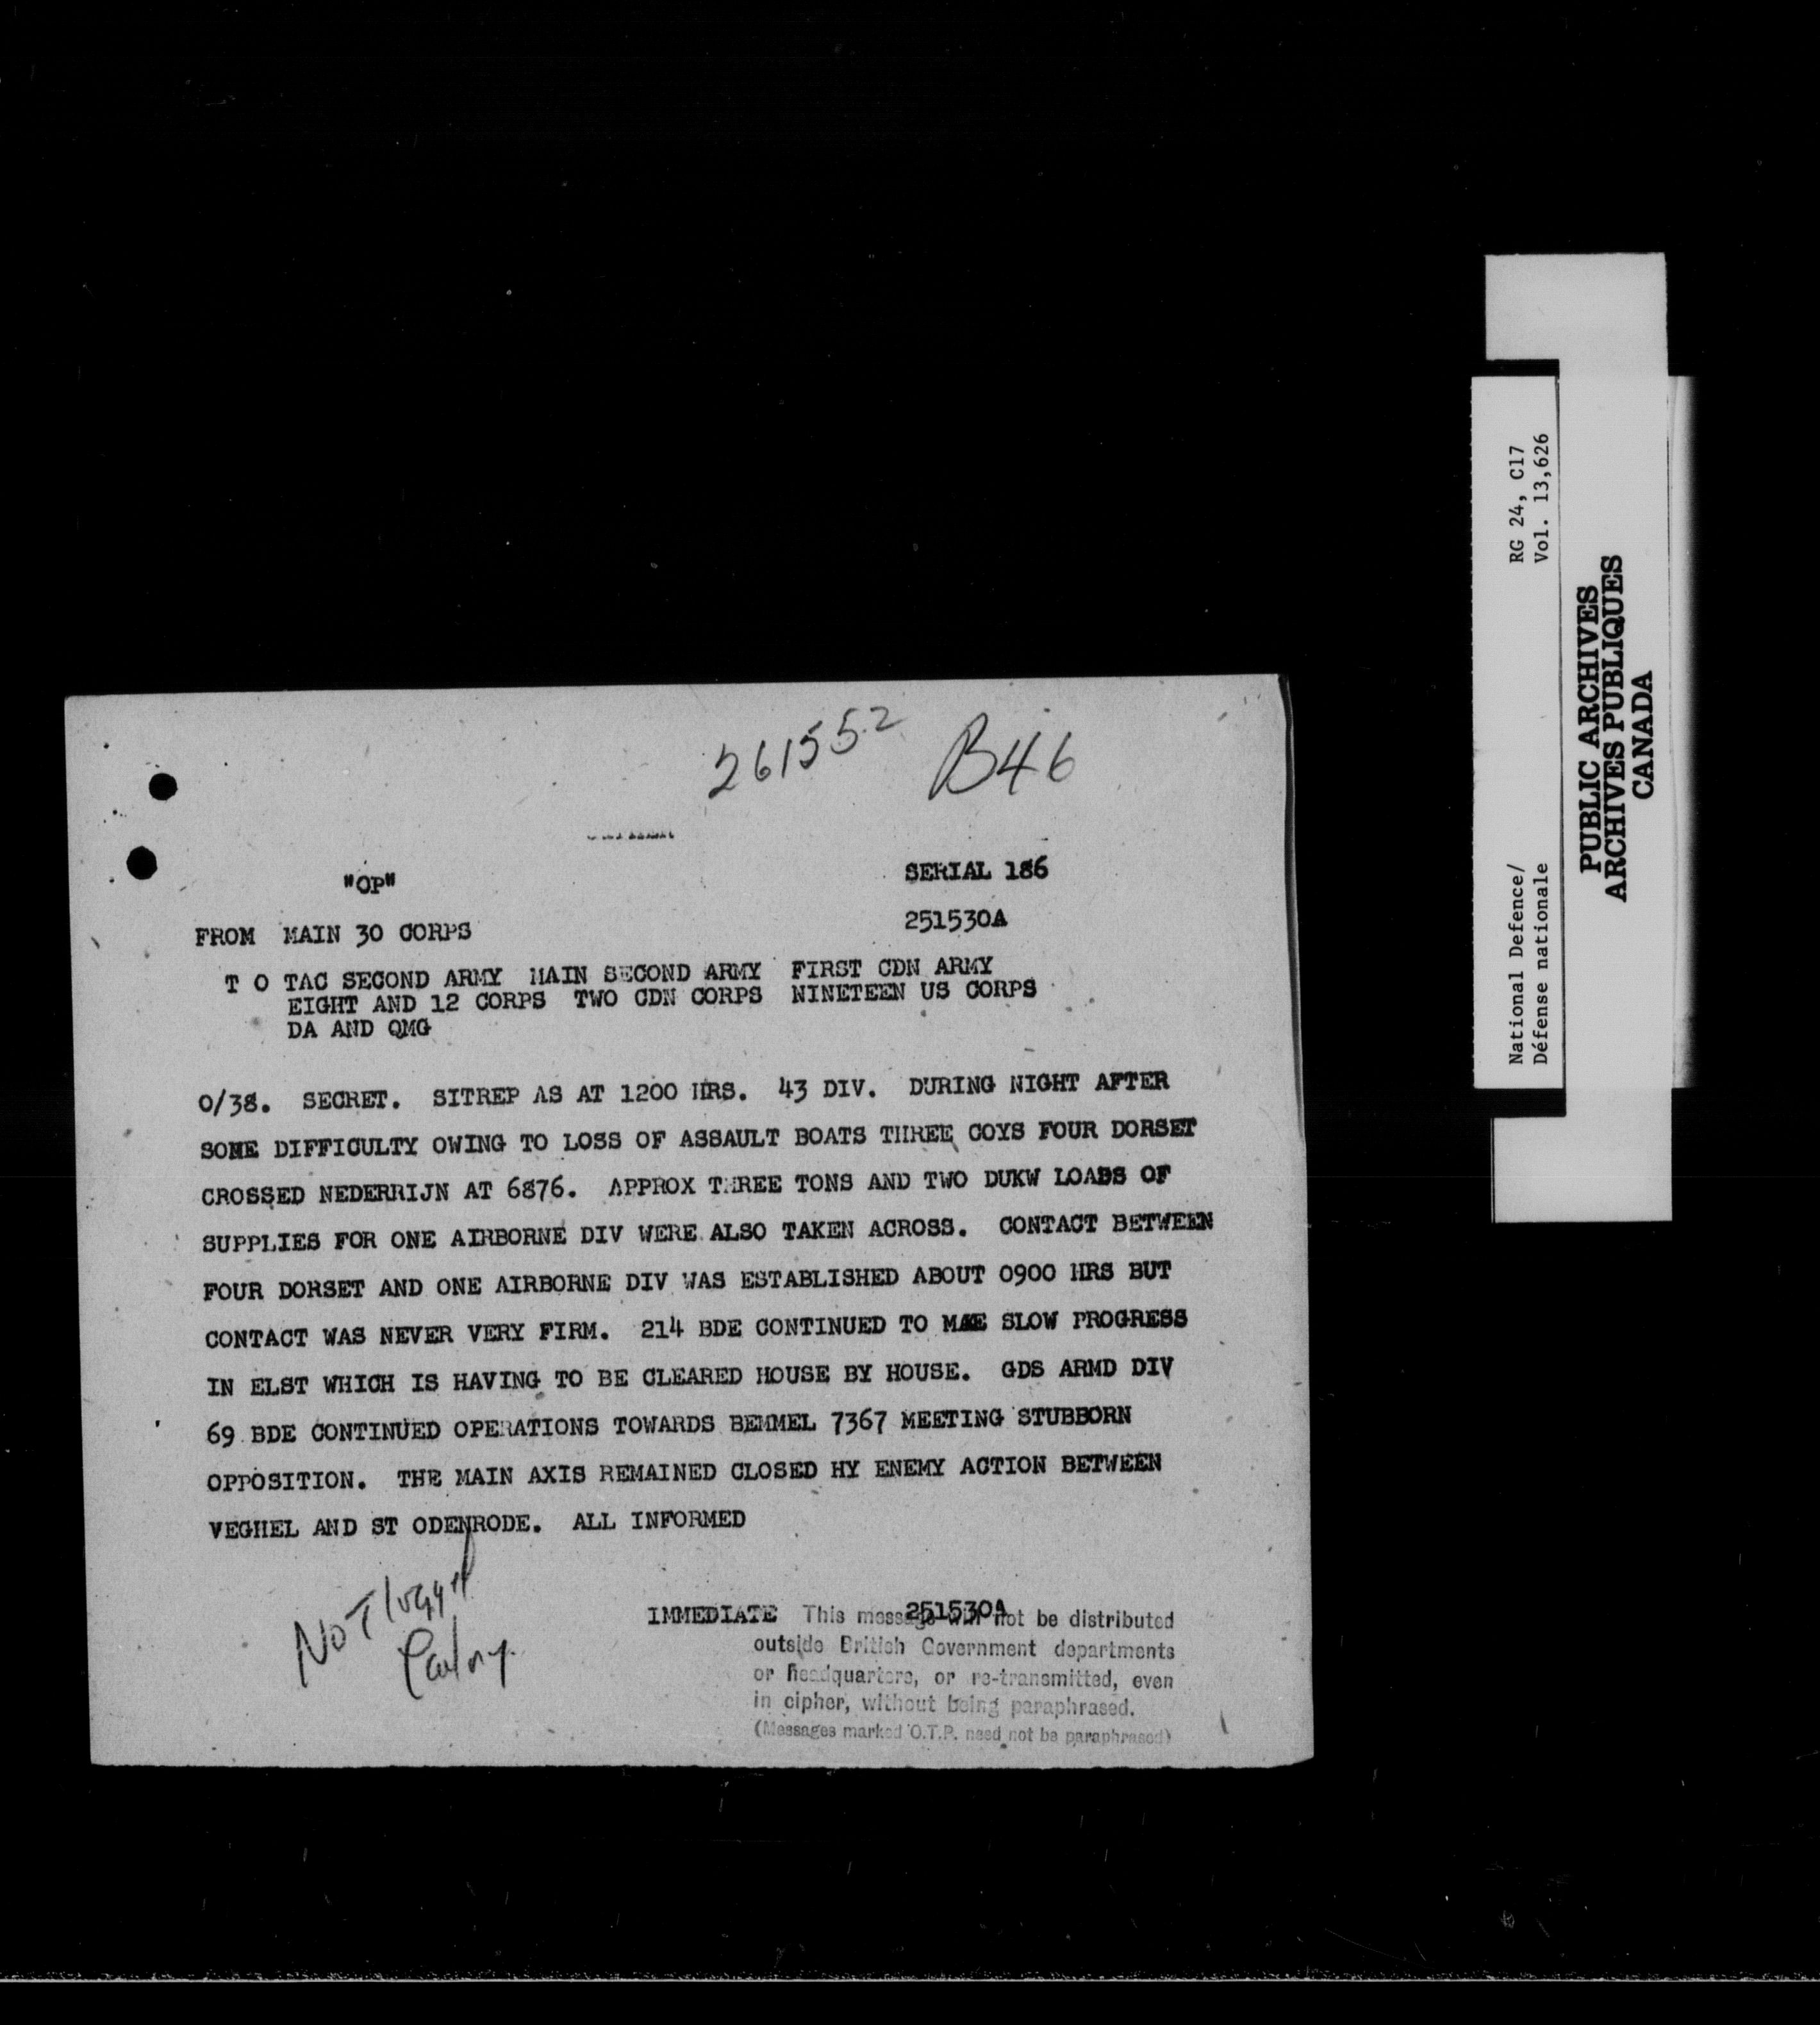 261552 B46
"OP" SERIAL 186
FROM MAIN 30 CORPS 251530A
T O TAC SECOND ARMY MAIN SECOND ARMY FIRST CDN ARMY
EIGHT AND 12 CORPS TWO CDN CORPS NINETEEN US CORPS
DA AND QMG
O/38. SECRET. SITREP AS AT 1200 HRS. 43 DIV. DURING NIGHT AFTER
SOME DIFFICULTY OWING TO LOSS OF ASSAULT BOATS THREE COYS FOUR DORSET
CROSSED NEDERRIJN AT 6876. APPROX THREE TONS AND TWO DUKW LOADS OF
SUPPLIES FOR ONE AIRBORNE DIV WERE ALSO TAKEN ACROSS. CONTACT BETWEEN
FOUR DORSET AND ONE AIRBORNE DIV WAS ESTABLISHED ABOUT 0900 HRS BUT
CONTACT WAS NEVER VERY FIRM. 214 BDE CONTINUED TO MAE SLOW PROGRESS
IN ELST WHICH IS HAVING TO BE CLEARED HOUSE BY HOUSE. GDS ARMD DIV
69 BDE CONTINUED OPERATIONS TOWARDS BEMMEL 7367 MEETING STUBBORN
OPPOSITION. THE MAIN AXIS REMAINED CLOSED HY ENEMY ACTION BETWEEN
VEGHEL AND ST ODENRODE. ALL INFORMED
NOT logged
IMMEDIATE 251530A
This message will not be distributed
outside British Government departments
or headquarters, or re-transmitted, even
in cipher, without being paraphrased.
(Messages marked O.T.P. need not be paraphrased)
National Defence/ RG 24, C17
Défense nationale Vol. 13,626
PUBLIC ARCHIVES
ARCHIVES PUBLIQUES
CANADA